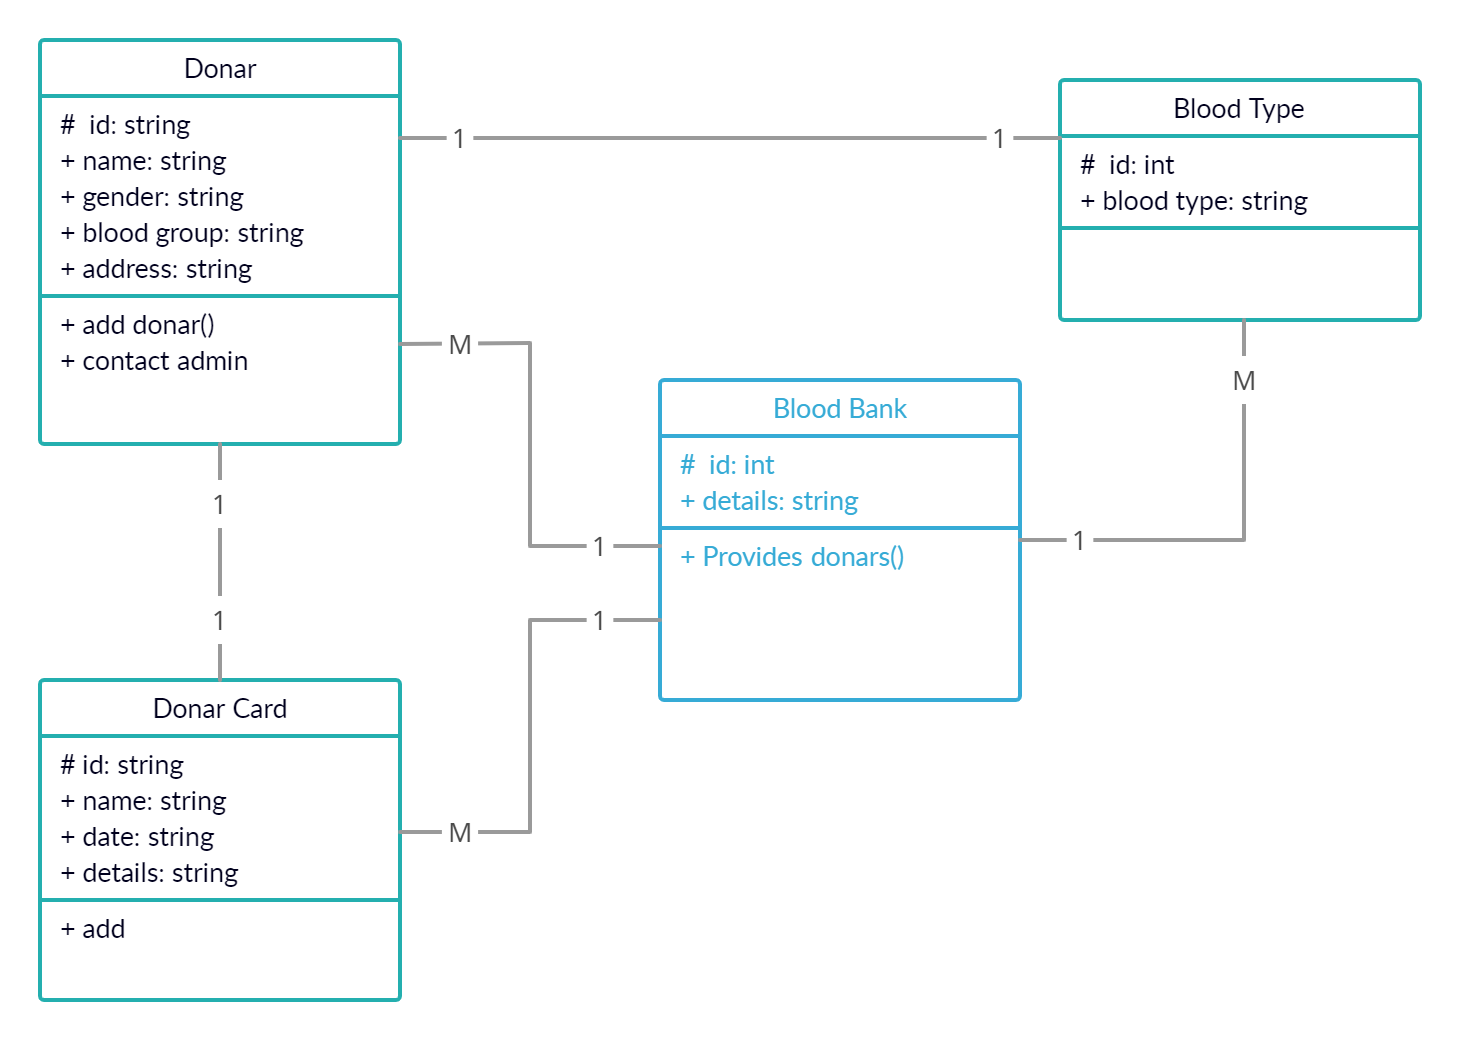 Donar
# id: string
+ name: string
+ gender: string
+ blood group: string
+ address: string
+ add donar()
+ contact admin
1
1
Blood Type
# id: int
+ blood type: string
M
M
Blood Bank
# id: int
+ details: string
+ Provides donars()
1
1
1
1
1
Donar Card
# id: string
+ name: string
+ date: string
+ details: string
+ add
M